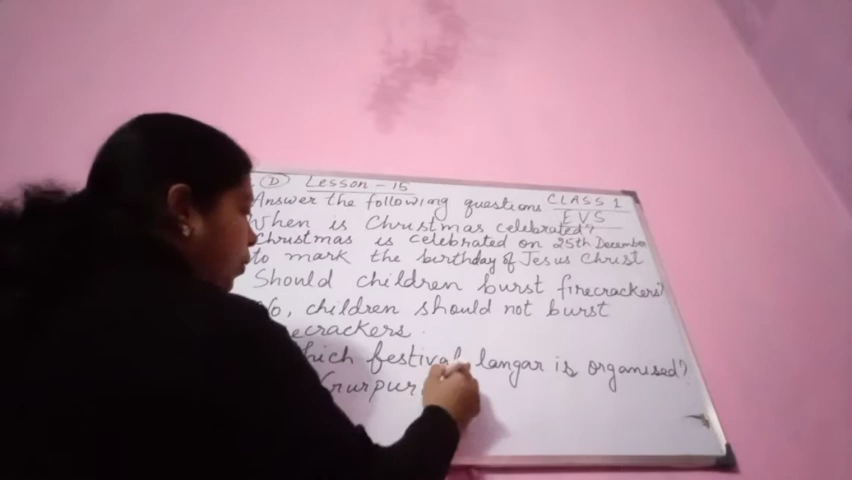 D Lesson - 15
Answer the following questions CLASS 1
EVS
When is Christmas celebrated?
Christmas is celebrated on 25th December
to mark the birthday of Jesus Christ
Should children burst firecrackers?
No, children should not burst
firecrackers.
Which festival langar is organised?
Gurpur